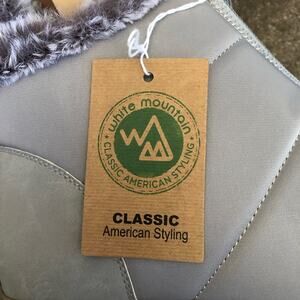 white mountain
CLASSIC AMERICAN STYLING
WM
CLASSIC
American Styling